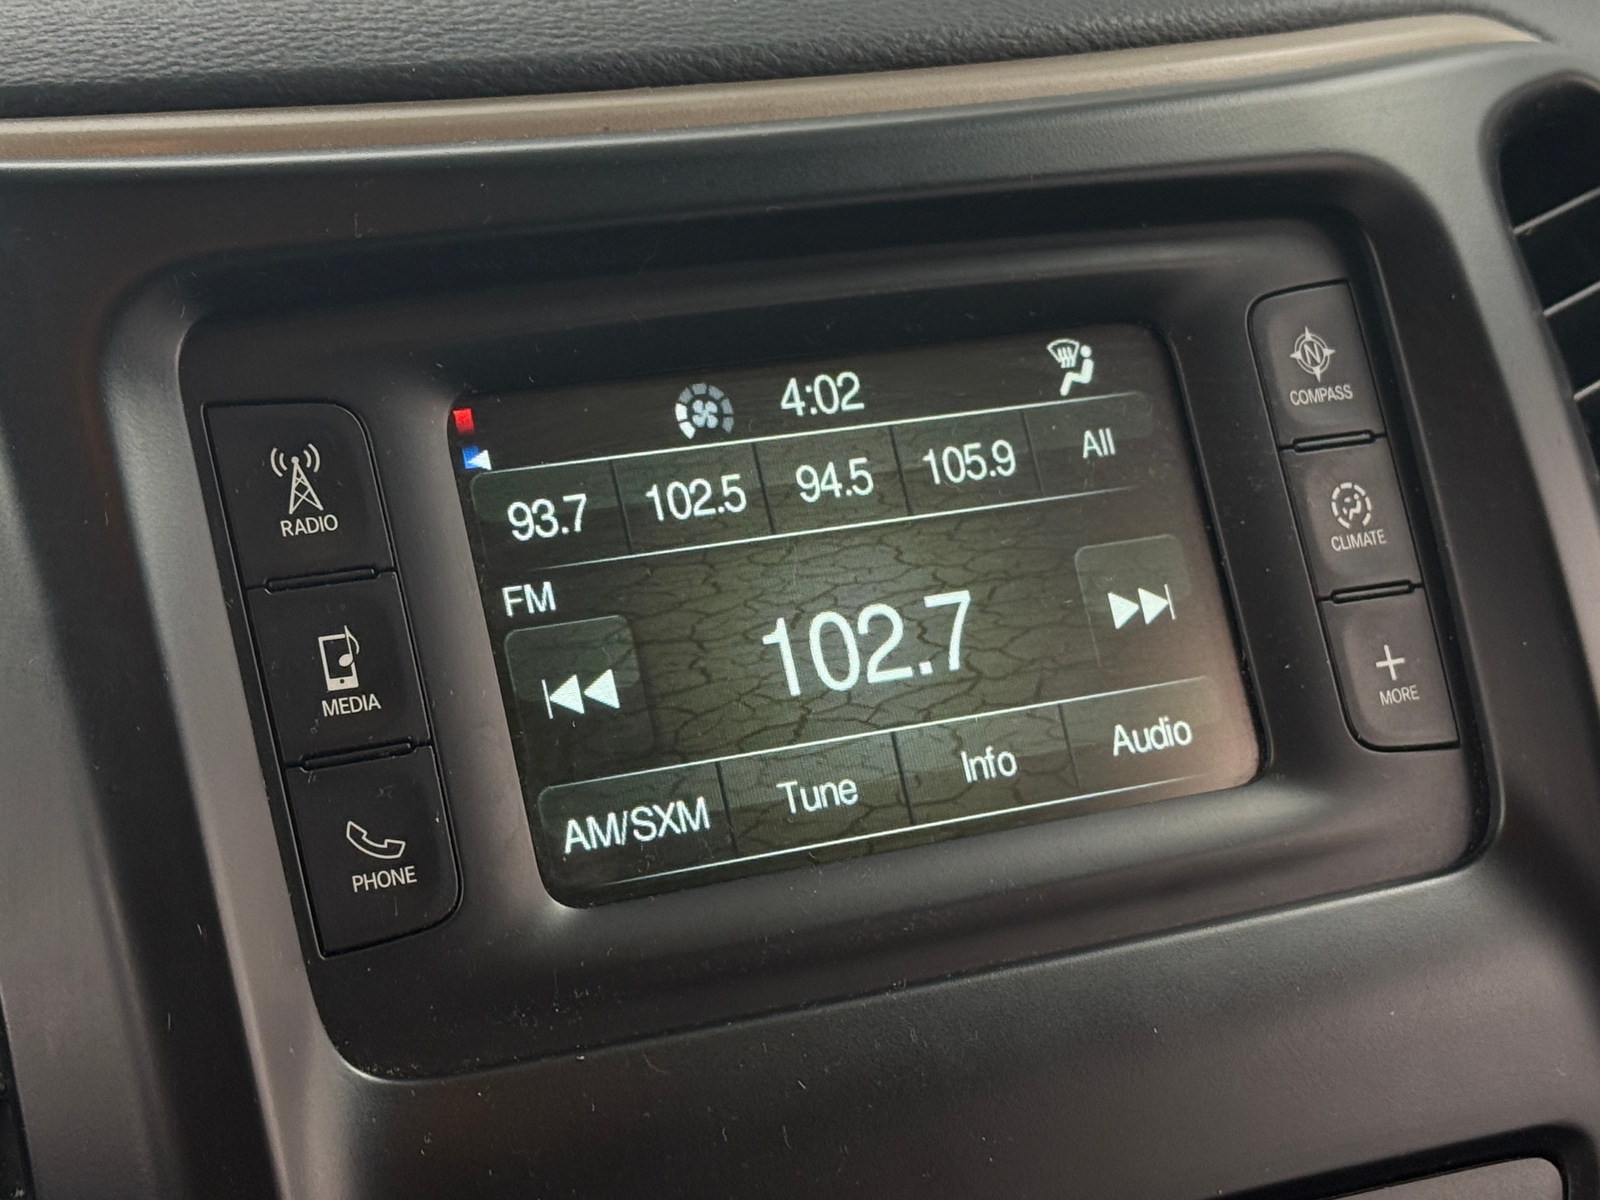 4:02
93.7 102.5 94.5 105.9 All
FM
102.7
AM/SXM Tune Info Audio
RADIO
MEDIA
PHONE
N
COMPASS
CLIMATE
MORE